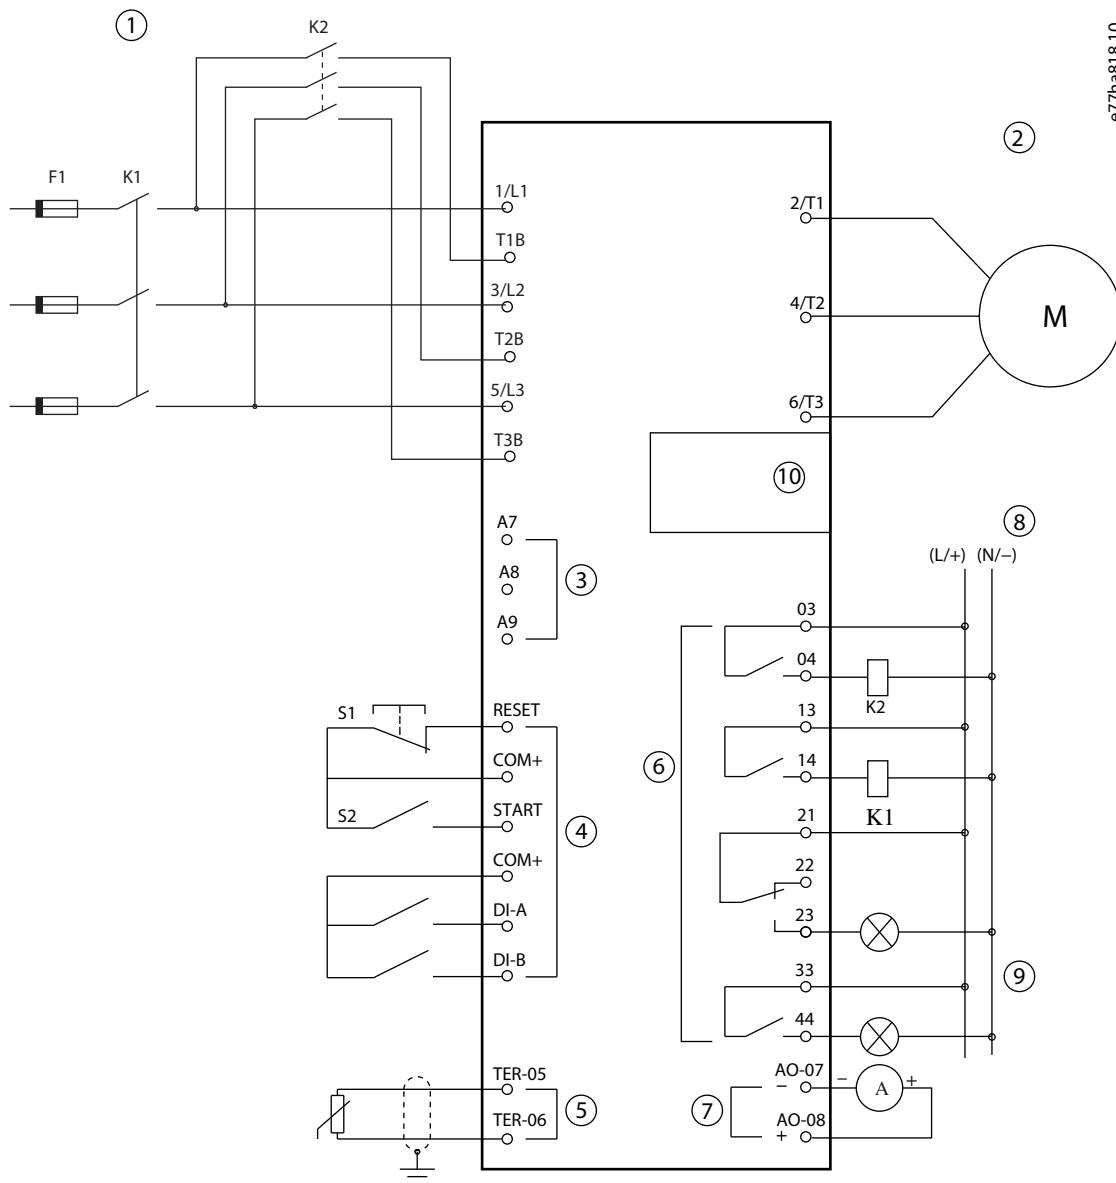 1
K2
e77ha818.10
2
F1 K1
1/L1
2/T1
T1B
3/L2
4/T2
M
T2B
5/L3
6/T3
T3B
10
A7
8
(L/+) (N/−)
A8
3
A9
03
04
K2
S1
RESET
13
COM+
14
6
K1
S2
START
21
4
COM+
22
DI-A
23
DI-B
9
33
44
TER-05
AO-07
− − A +
5
7
TER-06
AO-08
+